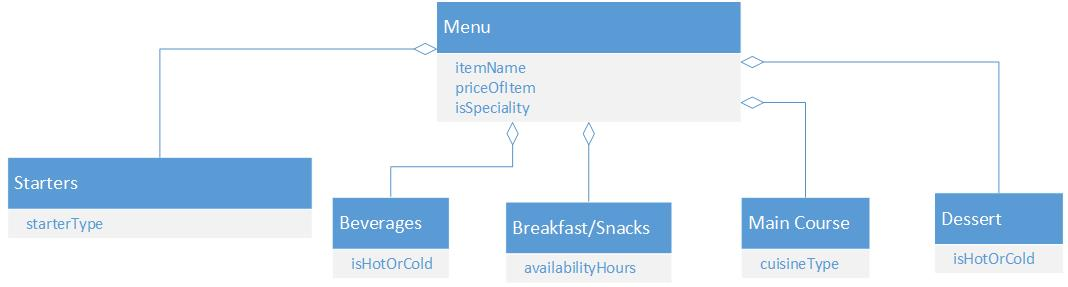 Menu
itemName
priceOfItem
isSpeciality
Starters
starterType
Beverages
isHotOrCold
Breakfast/Snacks
availabilityHours
Main Course
cuisineType
Dessert
isHotOrCold